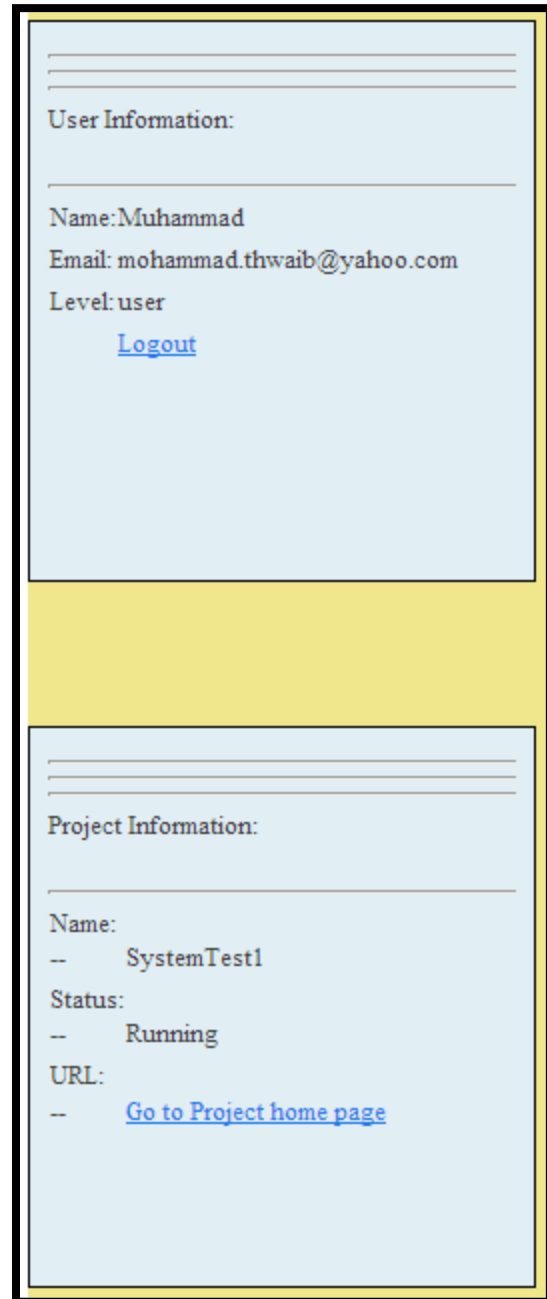 User Information:
Name:Muhammad
Email: mohammad.thwaib@yahoo.com
Level: user
Logout
Project Information:
Name:
-- SystemTest1
Status:
-- Running
URL:
-- Go to Project home page